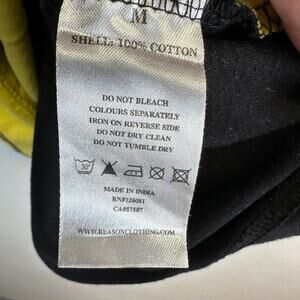 M
SHELL: 100% COTTON
DO NOT BLEACH
COLOURS SEPARATELY
IRON ON REVERSE SIDE
DO NOT DRY CLEAN
DO NOT TUMBLE DRY
30°
MADE IN INDIA
RN#126081
CA#57587
WWW.REASONCLOTHING.COM